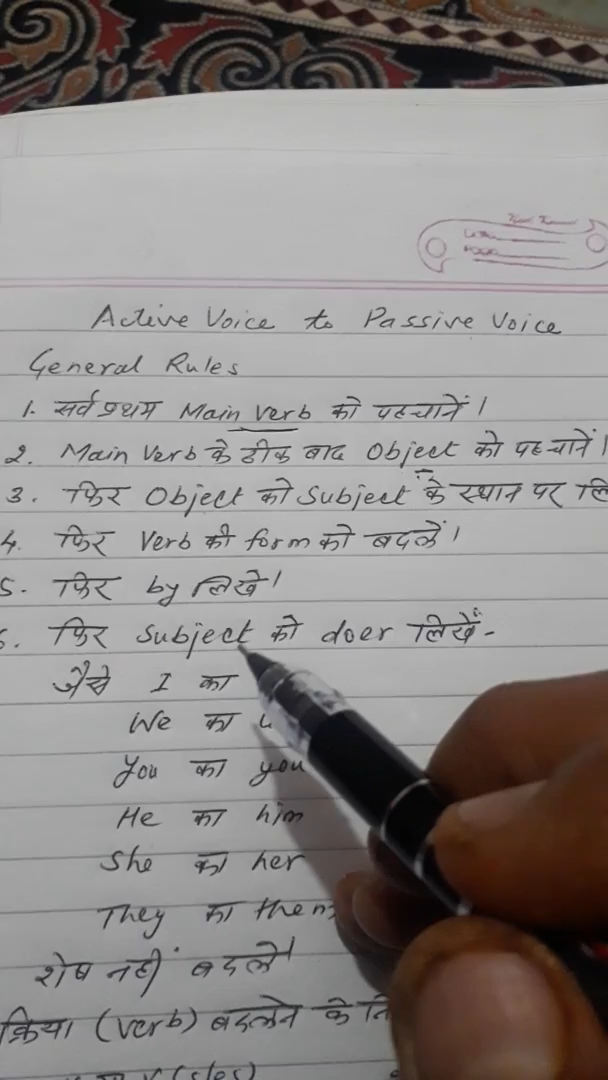 Active Voice to Passive Voice
General Rules
1. सर्व प्रथम Main verb को पहचानें।
2. Main Verb के ठीक बाद Object को पहचानें।
3. फिर Object को Subject के स्थान पर
4. फिर Verb की form को बदलें।
5. फिर by लिखें।
6. फिर Subject को doer लिखें-
जैसे I का
We का
You का you
He का him
She का her
They का them
शेष नहीं बदलें।
क्रिया (Verb) बदलने के